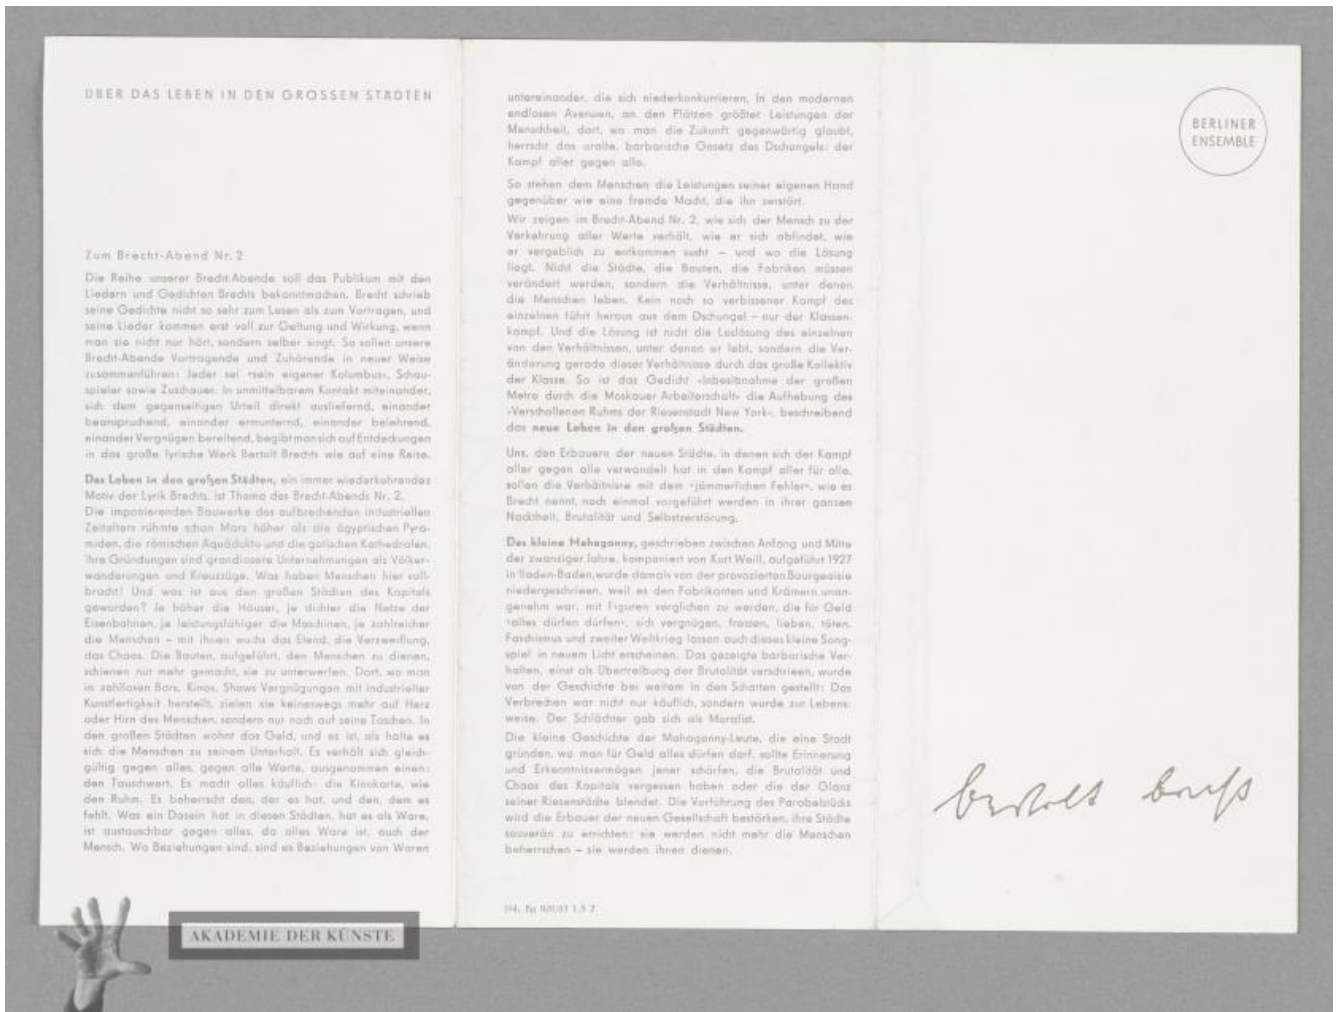 ÜBER DAS LEBEN IN DEN GROSSEN STÄDTEN
Zum Brecht-Abend Nr. 2
Die Reihe unserer Brecht-Abende soll das Publikum mit den
Liedern und Gedichten Brechts bekanntmachen. Brecht schrieb
seine Gedichte nicht so sehr zum Lesen als zum Vortragen, und
seine Lieder kommen erst voll zur Geltung und Wirkung, wenn
man sie nicht nur hört, sondern selber singt. So sollen unsere
Brecht-Abende Vortragende und Zuhörende in neuer Weise
zusammenführen: Jeder sei »sein eigener Kolumbus«, Schau-
spieler sowie Zuschauer. In unmittelbarem Kontakt miteinander,
sich dem gegenseitigen Urteil direkt ausliefernd, einander
beanspruchend, einander ermunternd, einander belehrend,
einander Vergnügen bereitend, begibt man sich auf Entdeckungen
in das große lyrische Werk Bertolt Brechts wie auf eine Reise.
Das Leben in den großen Städten, ein immer wiederkehrendes
Motiv der Lyrik Brechts, ist Thema des Brecht-Abends Nr. 2.
Die imponierenden Bauwerke des aufbrechenden industriellen
Zeitalters rühmte schon Marx höher als die ägyptischen Pyra-
miden, die römischen Aquädukte und die gotischen Kathedralen.
Ihre Gründungen sind grandiosere Unternehmungen als Völker-
wanderungen und Kreuzzüge. Was haben Menschen hier voll-
bracht! Und was ist aus den großen Städten des Kapitals
geworden? Je höher die Häuser, je dichter die Netze der
Eisenbahnen, je leistungsfähiger die Maschinen, je zahlreicher
die Menschen – mit ihnen wuchs das Elend, die Verzweiflung,
das Chaos. Die Bauten, aufgeführt, den Menschen zu dienen,
schienen nur mehr gemacht, sie zu unterwerfen. Dort, wo man
in zahllosen Bars, Kinos, Shows Vergnügungen mit industrieller
Kunstfertigkeit herstellt, zielen sie keineswegs mehr auf Herz
oder Hirn des Menschen, sondern nur noch auf seine Taschen. In
den großen Städten wohnt das Geld, und es ist, als halte es
sich die Menschen zu seinem Unterhalt. Es verhält sich gleich-
gültig gegen alles, gegen alle Werte, ausgenommen einen:
den Tauschwert. Es macht alles käuflich: die Kinokarte, wie
den Ruhm. Es beherrscht den, der es hat, und den, dem es
fehlt. Was ein Dasein hat in diesen Städten, hat es als Ware,
ist austauschbar gegen alles, da alles Ware ist, auch der
Mensch. Wo Beziehungen sind, sind es Beziehungen von Waren
untereinander, die sich niederkonkurrieren. In den modernen
endlosen Avenuen, an den Plätzen größter Leistungen der
Menschheit, dort, wo man die Zukunft gegenwärtig glaubt,
herrscht das uralte, barbarische Gesetz des Dschungels: der
Kampf aller gegen alle.
So stehen dem Menschen die Leistungen seiner eigenen Hand
gegenüber wie eine fremde Macht, die ihn zerstört.
Wir zeigen im Brecht-Abend Nr. 2, wie sich der Mensch zu der
Verkehrung aller Werte verhält, wie er sich abfindet, wie
er vergeblich zu entkommen sucht – und wo die Lösung
liegt. Nicht die Städte, die Bauten, die Fabriken müssen
verändert werden, sondern die Verhältnisse, unter denen
die Menschen leben. Kein noch so verbissener Kampf des
einzelnen führt heraus aus dem Dschungel – nur der Klassen-
kampf. Und die Lösung ist nicht die Loslösung des einzelnen
von den Verhältnissen, unter denen er lebt, sondern die Ver-
änderung gerade dieser Verhältnisse durch das große Kollektiv
der Klasse. So ist das Gedicht »Inbesitznahme der großen
Metro durch die Moskauer Arbeiterschaft« die Aufhebung des
»Verschollenen Ruhms der Riesenstadt New York«, beschreibend
das neue Leben in den großen Städten.
Uns, den Erbauern der neuen Städte, in denen sich der Kampf
aller gegen alle verwandelt hat in den Kampf aller für alle,
sollen die Verhältnisse mit dem »jämmerlichen Fehler«, wie es
Brecht nennt, noch einmal vorgeführt werden in ihrer ganzen
Nacktheit, Brutalität und Selbstzerstörung.
Das kleine Mahagonny, geschrieben zwischen Anfang und Mitte
der zwanziger Jahre, komponiert von Kurt Weill, aufgeführt 1927
in Baden-Baden, wurde damals von der provozierten Bourgeoisie
niedergeschrieen, weil es den Fabrikanten und Krämern unan-
genehm war, mit Figuren verglichen zu werden, die für Geld
»alles dürfen dürfen«, sich vergnügen, fressen, lieben, töten.
Faschismus und zweiter Weltkrieg lassen auch dieses kleine Song-
spiel in neuem Licht erscheinen. Das gezeigte barbarische Ver-
halten, einst als Übertreibung der Brutalität verschrieen, wurde
von der Geschichte bei weitem in den Schatten gestellt: Das
Verbrechen war nicht nur käuflich, sondern wurde zur Lebens-
weise. Der Schlächter gab sich als Moralist.
Die kleine Geschichte der Mahagonny-Leute, die eine Stadt
gründen, wo man für Geld alles dürfen darf, sollte Erinnerung
und Erkenntnisvermögen jener schärfen, die Brutalität und
Chaos des Kapitals vergessen haben oder die der Glanz
seiner Riesenstädte blendet. Die Vorführung des Parabelstücks
wird die Erbauer der neuen Gesellschaft bestärken, ihre Städte
souverän zu errichten: sie werden nicht mehr die Menschen
beherrschen – sie werden ihnen dienen.
BERLINER
ENSEMBLE
bertolt brecht
AKADEMIE DER KÜNSTE